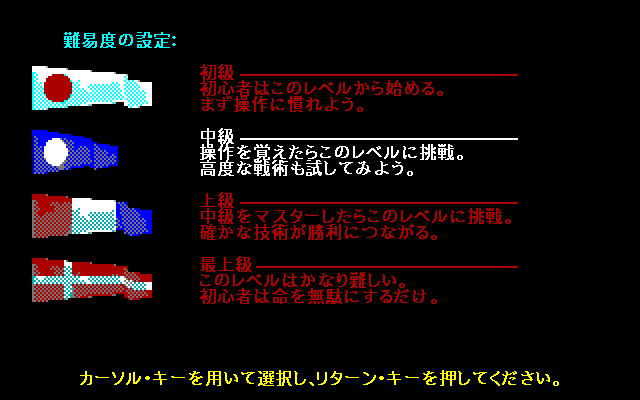 難易度の設定:
初級
初心者はこのレベルから始める。
まず操作に慣れよう。
中級
操作を覚えたらこのレベルに挑戦。
高度な戦術も試してみよう。
上級
中級をマスターしたらこのレベルに挑戦。
確かな技術が勝利につながる。
最上級
このレベルはかなり難しい。
初心者は命を無駄にするだけ。
カーソル・キーを用いて選択し、リターン・キーを押してください。